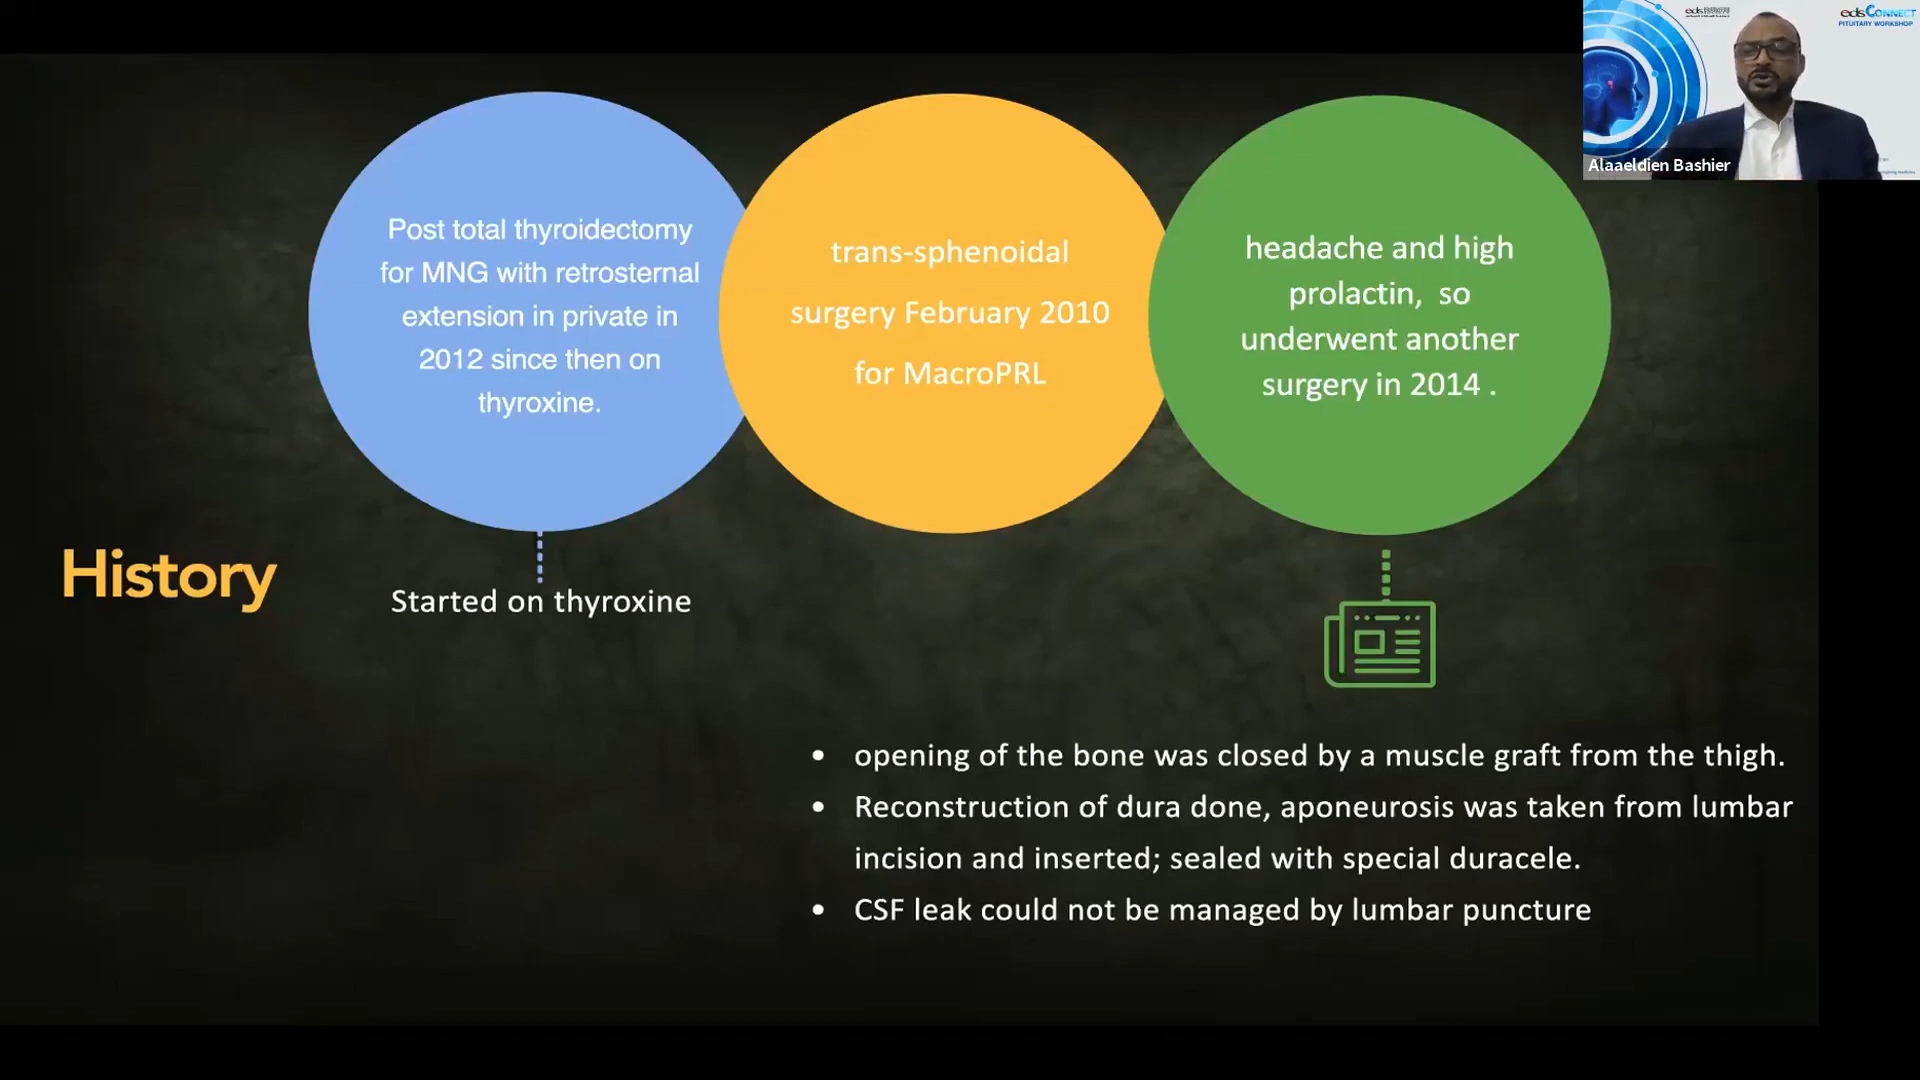 eds
edsCONNECT
PITUITARY WORKSHOP
Alaaeldien Bashier
Post total thyroidectomy
for MNG with retrosternal
extension in private in
2012 since then on
thyroxine.
trans-sphenoidal
surgery February 2010
for MacroPRL
headache and high
prolactin, so
underwent another
surgery in 2014 .
History
Started on thyroxine
• opening of the bone was closed by a muscle graft from the thigh.
• Reconstruction of dura done, aponeurosis was taken from lumbar
incision and inserted; sealed with special duracele.
• CSF leak could not be managed by lumbar puncture